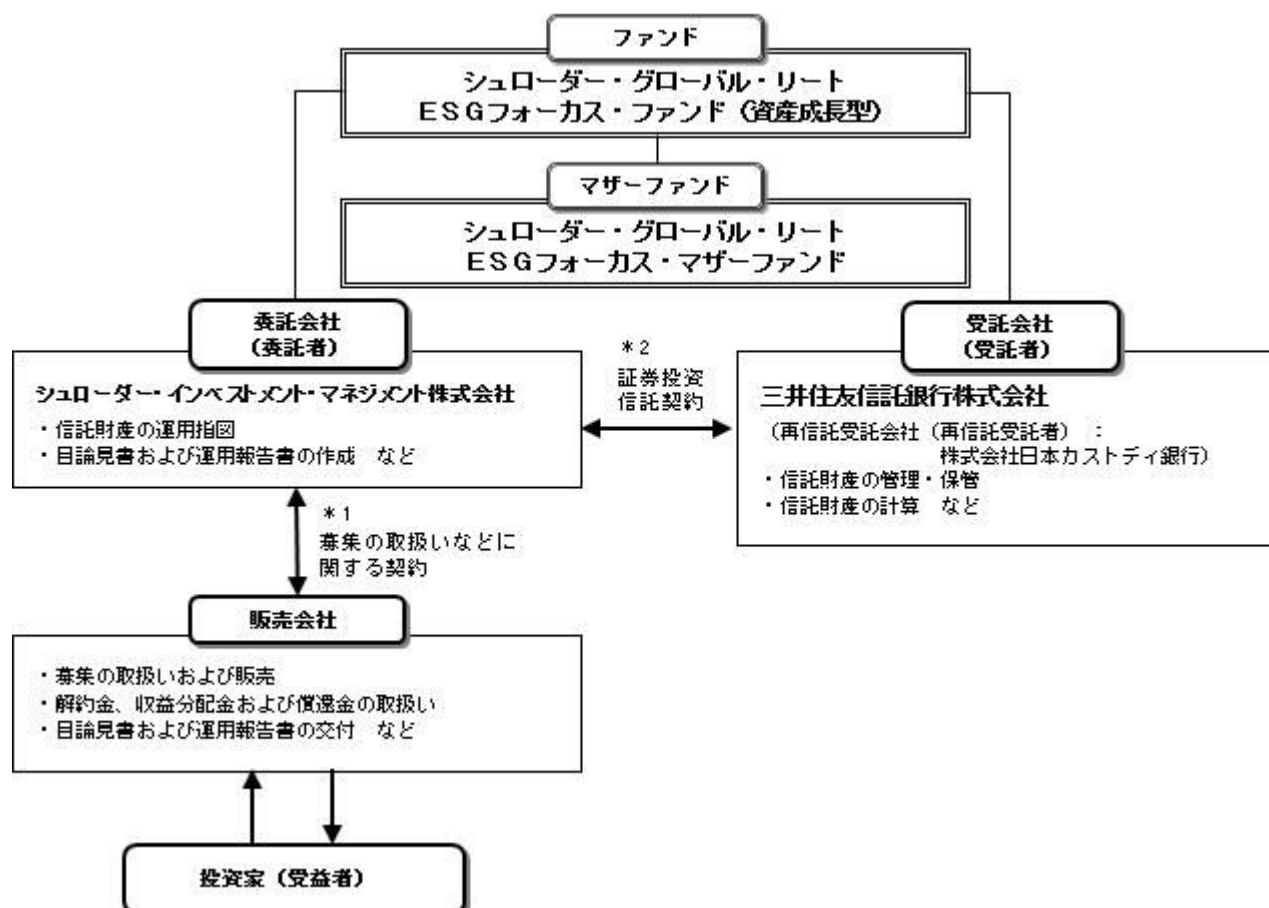 ファンド
シュローダー・グローバル・リート
ESGフォーカス・ファンド(資産成長型)
マザーファンド
シュローダー・グローバル・リート
ESGフォーカス・マザーファンド
委託会社
(委託者)
シュローダー・インベストメント・マネジメント株式会社
・信託財産の運用指図
・目論見書および運用報告書の作成 など
*2
証券投資
信託契約
受託会社
(受託者)
三井住友信託銀行株式会社
(再信託受託会社(再信託受託者) :
株式会社日本カストディ銀行)
・信託財産の管理・保管
・信託財産の計算 など
*1
募集の取扱いなどに
関する契約
販売会社
・募集の取扱いおよび販売
・解約金、収益分配金および償還金の取扱い
・目論見書および運用報告書の交付 など
投資家(受益者)